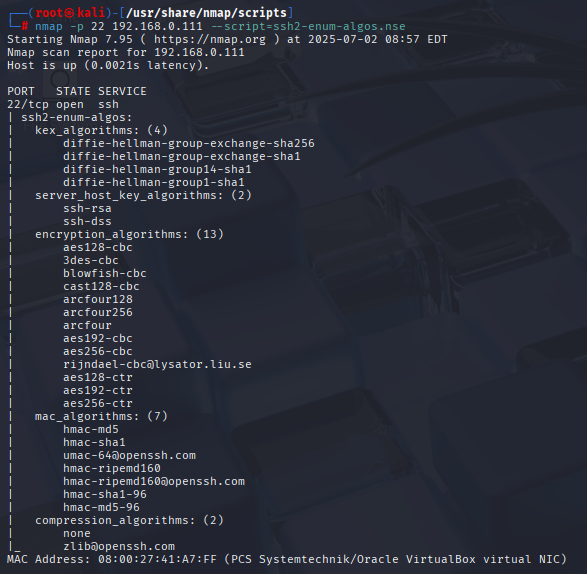 ┌──(root㉿kali)-[/usr/share/nmap/scripts]
└─# nmap -p 22 192.168.0.111 --script=ssh2-enum-algos.nse
Starting Nmap 7.95 ( https://nmap.org ) at 2025-07-02 08:57 EDT
Nmap scan report for 192.168.0.111
Host is up (0.0021s latency).

PORT   STATE SERVICE
22/tcp open  ssh
| ssh2-enum-algos:
|   kex_algorithms: (4)
|       diffie-hellman-group-exchange-sha256
|       diffie-hellman-group-exchange-sha1
|       diffie-hellman-group14-sha1
|       diffie-hellman-group1-sha1
|   server_host_key_algorithms: (2)
|       ssh-rsa
|       ssh-dss
|   encryption_algorithms: (13)
|       aes128-cbc
|       3des-cbc
|       blowfish-cbc
|       cast128-cbc
|       arcfour128
|       arcfour256
|       arcfour
|       aes192-cbc
|       aes256-cbc
|       rijndael-cbc@lysator.liu.se
|       aes128-ctr
|       aes192-ctr
|       aes256-ctr
|   mac_algorithms: (7)
|       hmac-md5
|       hmac-sha1
|       umac-64@openssh.com
|       hmac-ripemd160
|       hmac-ripemd160@openssh.com
|       hmac-sha1-96
|       hmac-md5-96
|   compression_algorithms: (2)
|       none
|_      zlib@openssh.com
MAC Address: 08:00:27:41:A7:FF (PCS Systemtechnik/Oracle VirtualBox virtual NIC)